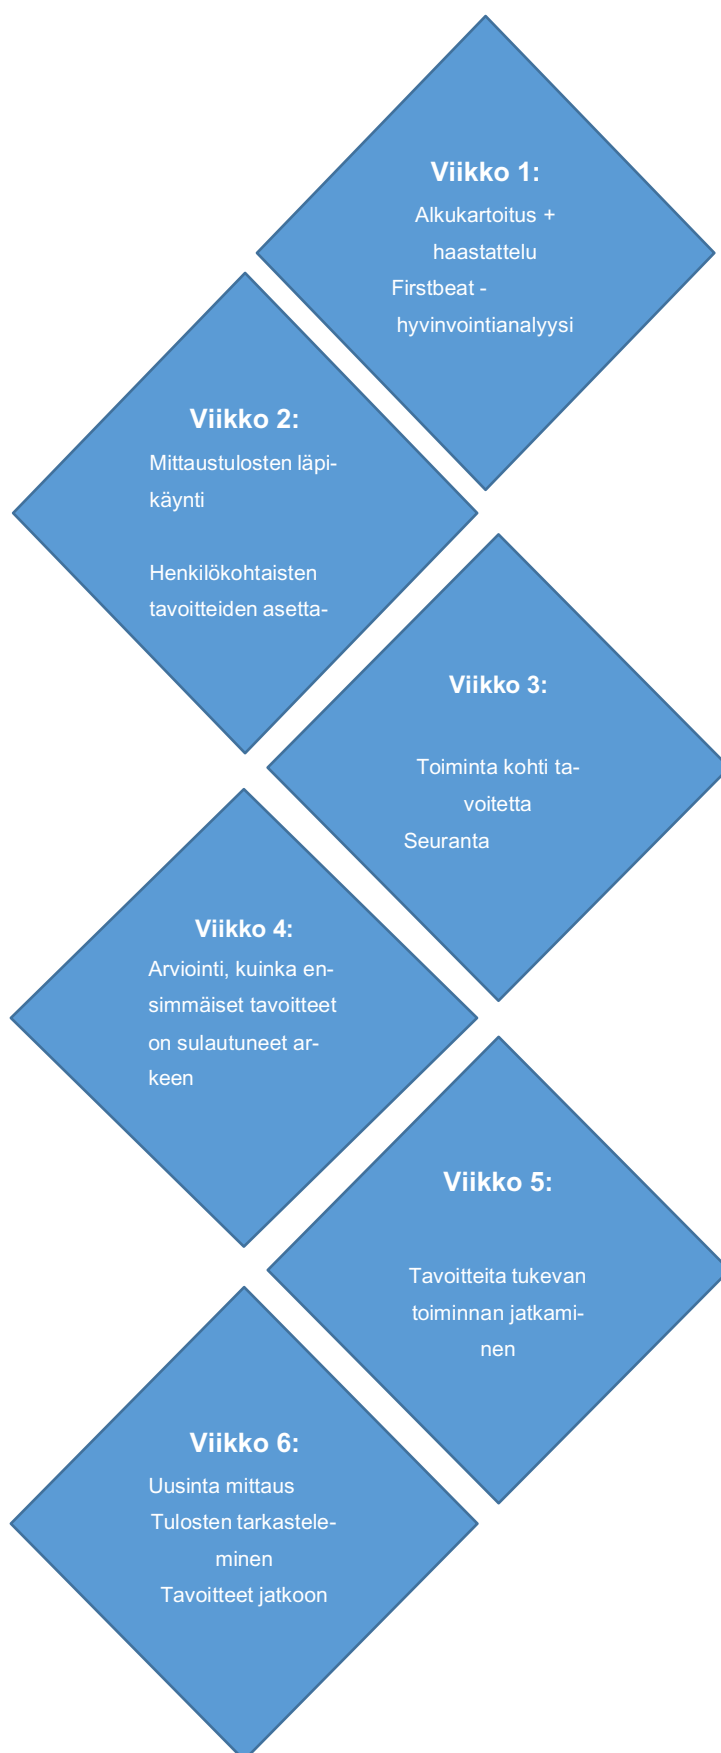 Viikko 1:
Alkukartoitus +
haastattelu
Firstbeat -
hyvinvointianalyysi
Viikko 2:
Mittaustulosten läpi-
käynti
Henkilökohtaisten
tavoitteiden asetta-
Viikko 3:
Toiminta kohti ta-
voitetta
Seuranta
Viikko 4:
Arviointi, kuinka en-
simmäiset tavoitteet
on sulautuneet ar-
keen
Viikko 5:
Tavoitteita tukevan
toiminnan jatkami-
nen
Viikko 6:
Uusinta mittaus
Tulosten tarkastele-
minen
Tavoitteet jatkoon